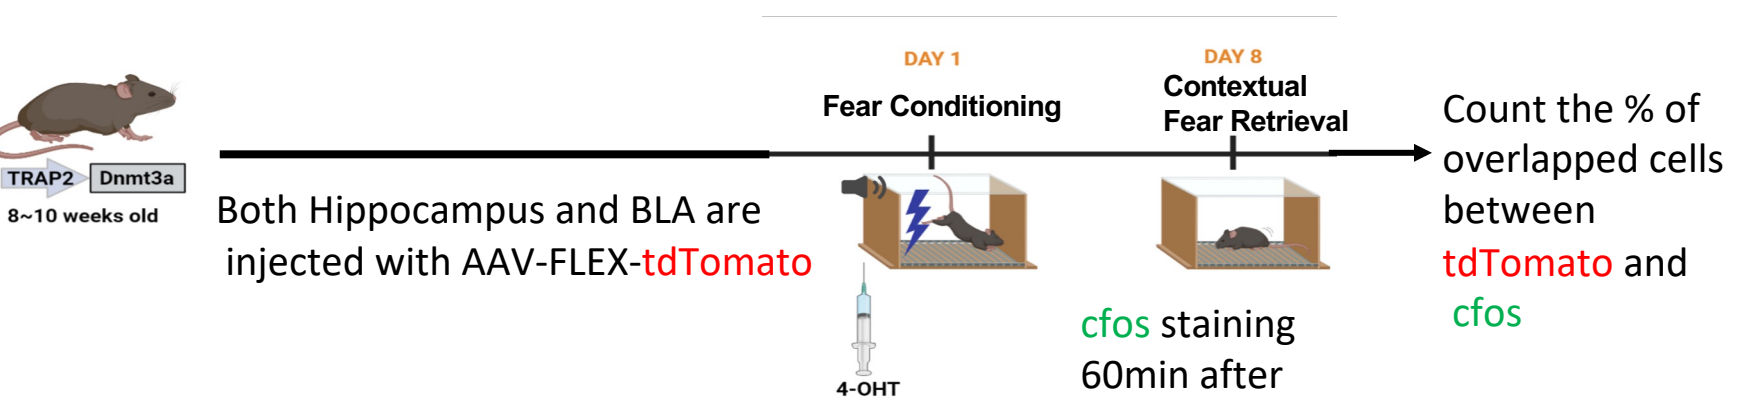 TRAP2
Dnmt3a
8~10 weeks old
Both Hippocampus and BLA are
injected with AAV-FLEX-tdTomato
DAY 1
Fear Conditioning
4-OHT
DAY 8
Contextual
Fear Retrieval
cfos staining
60min after
Count the % of
overlapped cells
between
tdTomato and
cfos